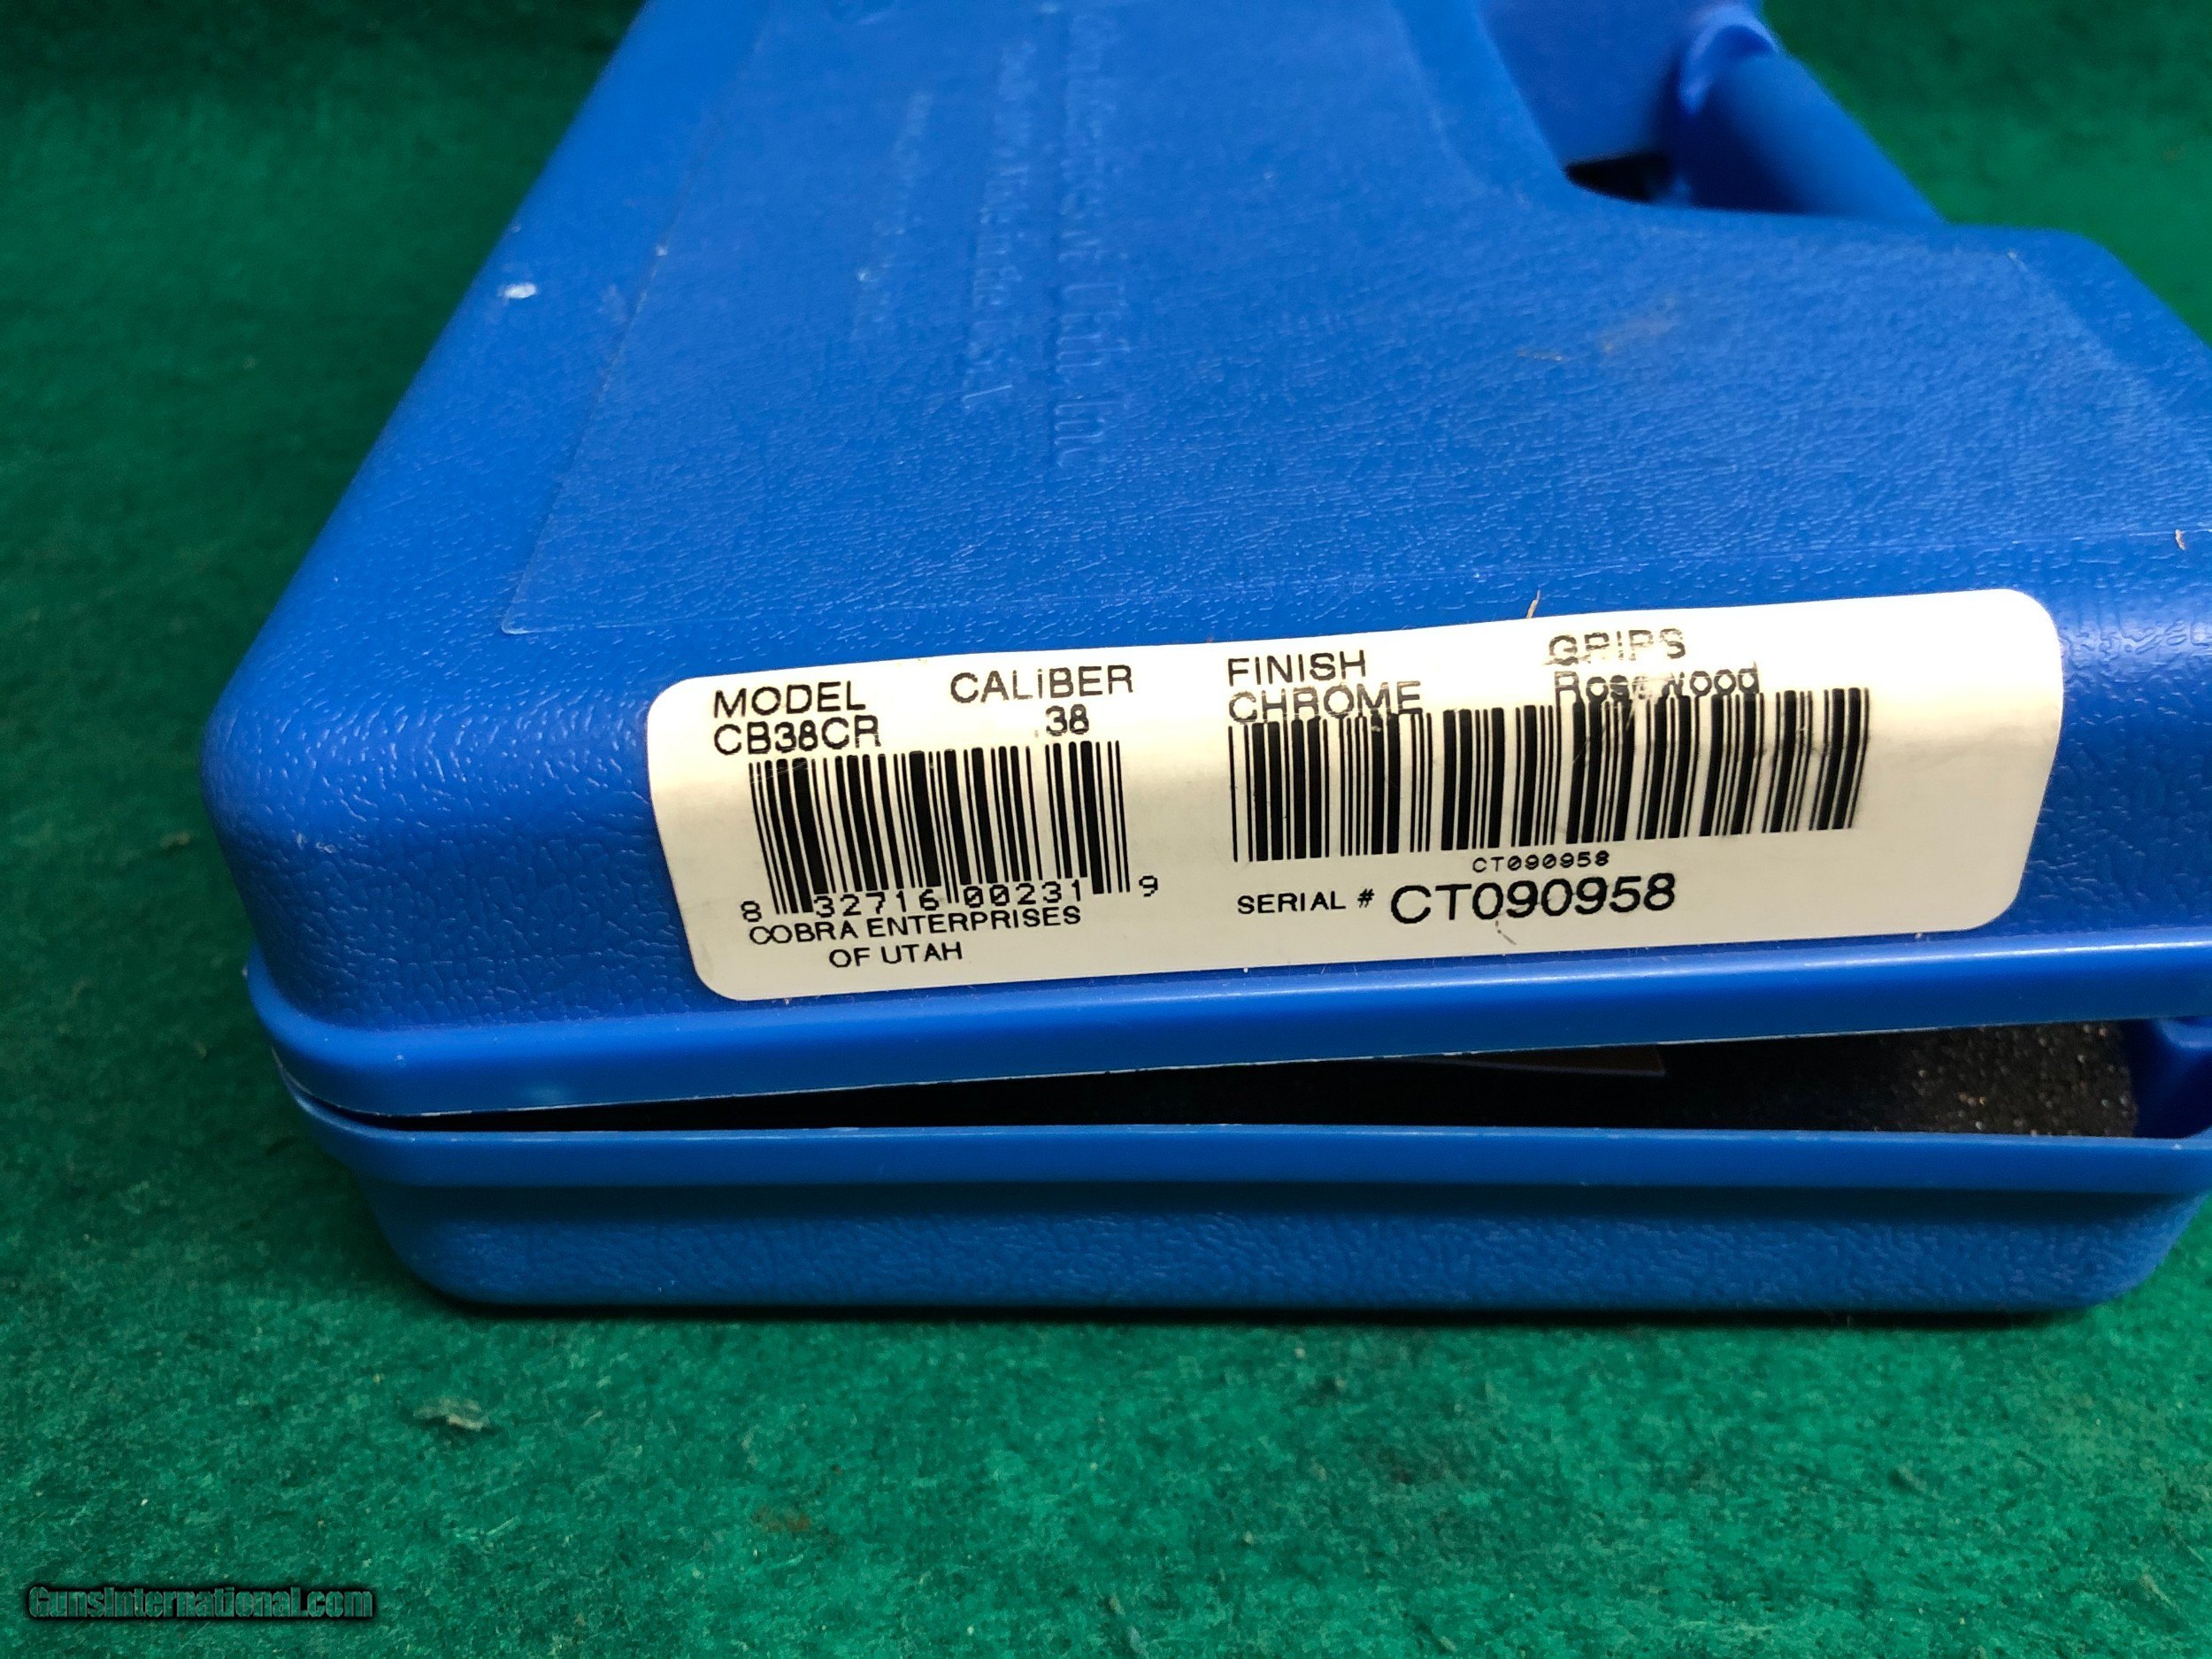 MODEL CALIBER FINISH GRIPS
CB38CR .38 CHROME Rosewood
8 32716 00231 9
CT090958
COBRA ENTERPRISES
OF UTAH
SERIAL # CT090958
GunsInternational.com